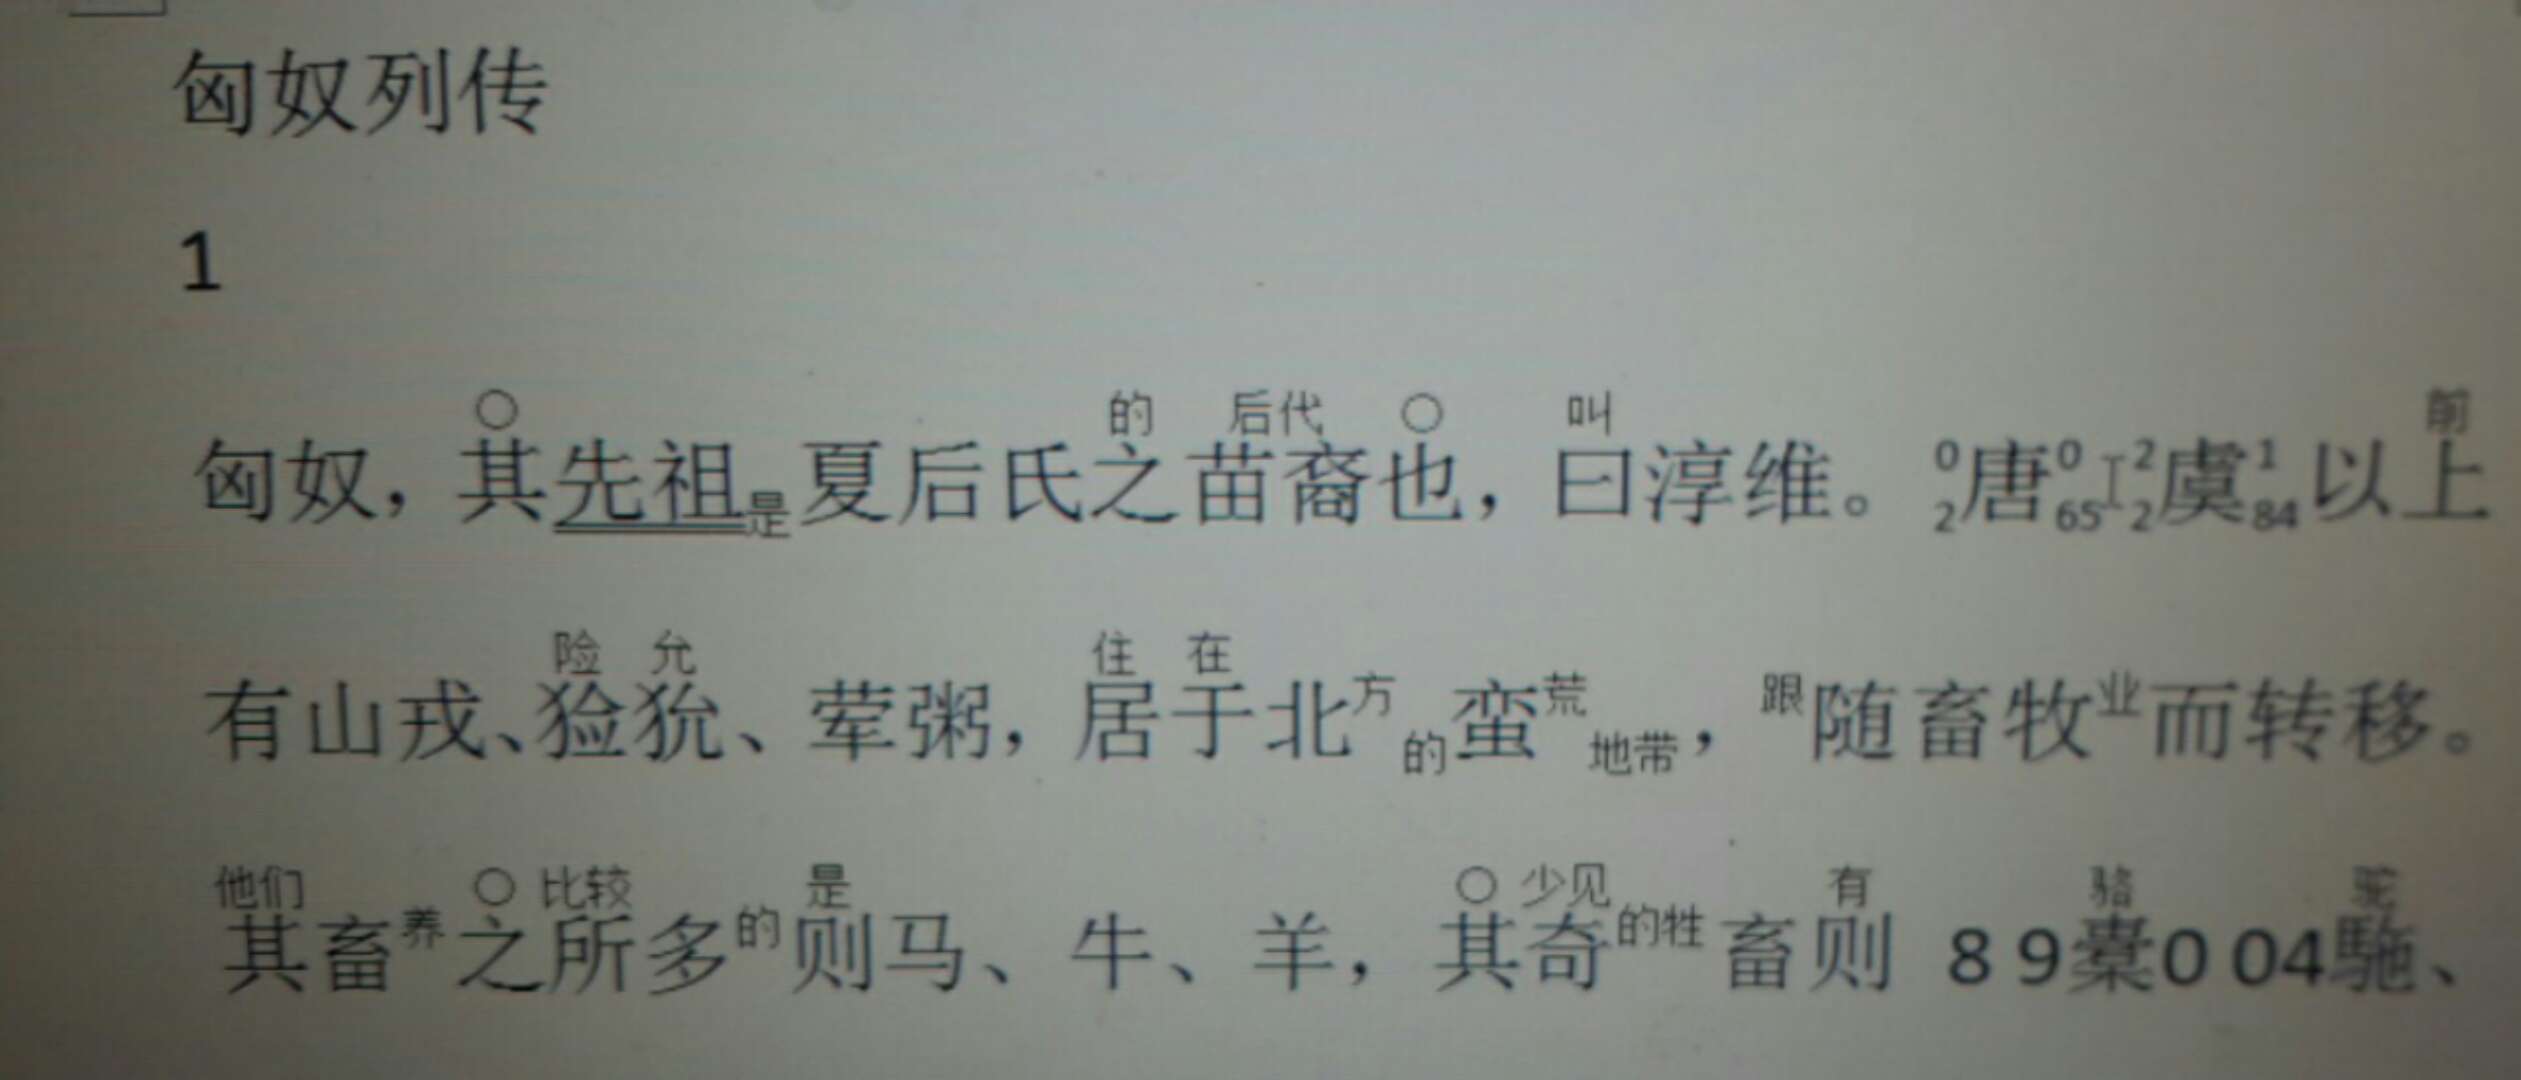 匈奴列传
1
○ 的 后代 ○ 叫 前
匈奴，其先祖是夏后氏之苗裔也，曰淳维。0 2唐0 65 2 2虞1 84以上
险 允 住 在
有山戎、猃狁、荤粥，居于北方的蛮荒地带，跟随畜牧业而转移。
他们 ○ 比较 是 ○ 少见 有 骆 驼
其畜养之所多的则马、牛、羊，其奇的牲畜则 8 9橐0 04駞、